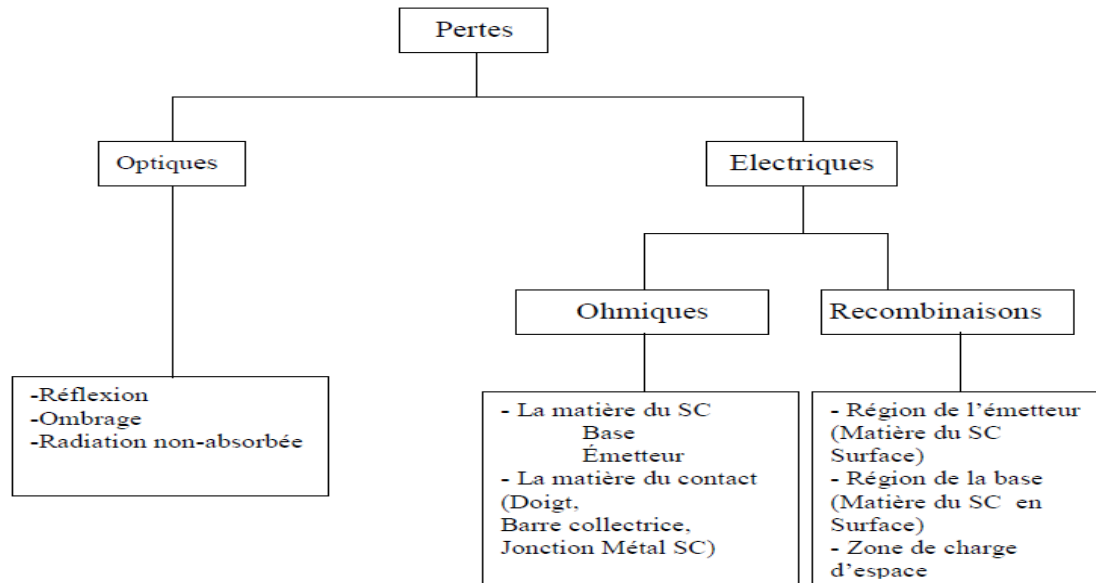 Pertes
Optiques
Electriques
Ohmiques
Recombinaisons
-Réflexion
-Ombrage
-Radiation non-absorbée
- La matière du SC
Base
Émetteur
- La matière du contact
(Doigt,
Barre collectrice,
Jonction Métal SC)
- Région de l'émetteur
(Matière du SC
Surface)
- Région de la base
(Matière du SC en
Surface)
- Zone de charge
d'espace